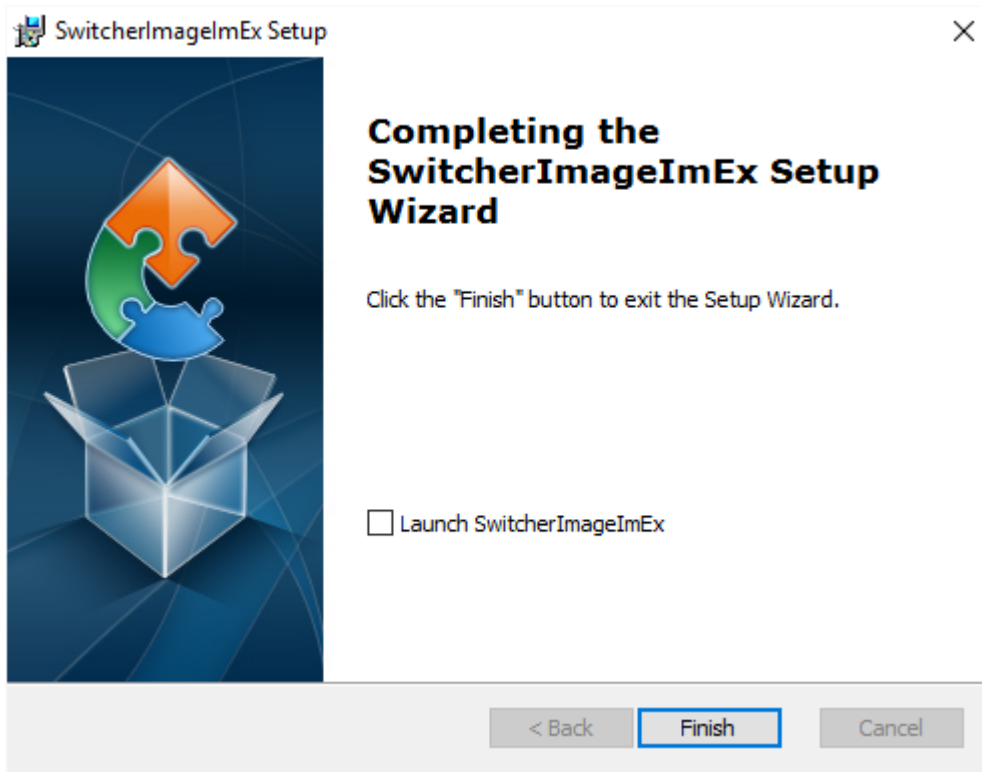 SwitcherImageImEx Setup
Completing the
SwitcherImageImEx Setup
Wizard
Click the "Finish" button to exit the Setup Wizard.
Launch SwitcherImageImEx
< Back Finish Cancel